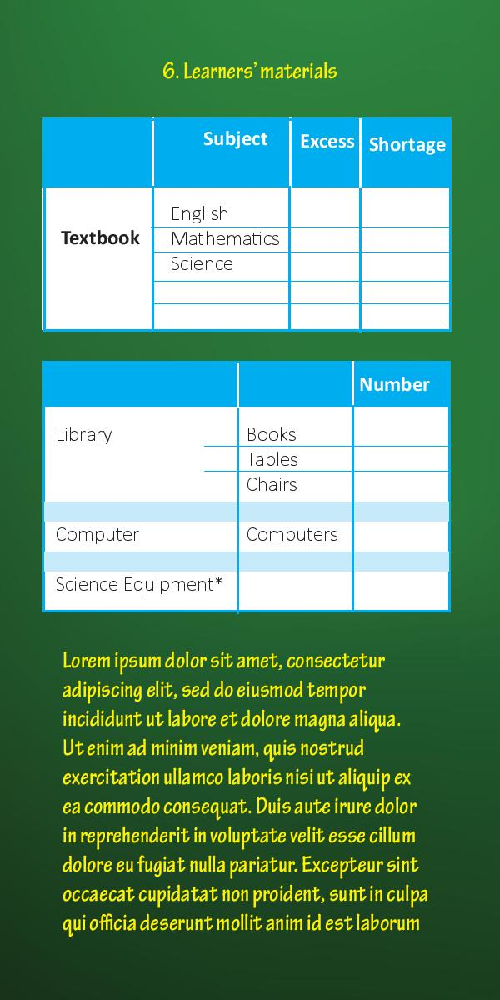 6. Learners’ materials
Subject Excess Shortage
Textbook
English
Mathematics
Science
Number
Library Books
Tables
Chairs
Computer Computers
Science Equipment*
Lorem ipsum dolor sit amet, consectetur
adipiscing elit, sed do eiusmod tempor
incididunt ut labore et dolore magna aliqua.
Ut enim ad minim veniam, quis nostrud
exercitation ullamco laboris nisi ut aliquip ex
ea commodo consequat. Duis aute irure dolor
in reprehenderit in voluptate velit esse cillum
dolore eu fugiat nulla pariatur. Excepteur sint
occaecat cupidatat non proident, sunt in culpa
qui officia deserunt mollit anim id est laborum